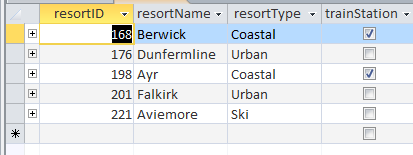 resortID resortName resortType trainStation
168 Berwick Coastal
176 Dunfermline Urban
198 Ayr Coastal
201 Falkirk Urban
221 Aviemore Ski